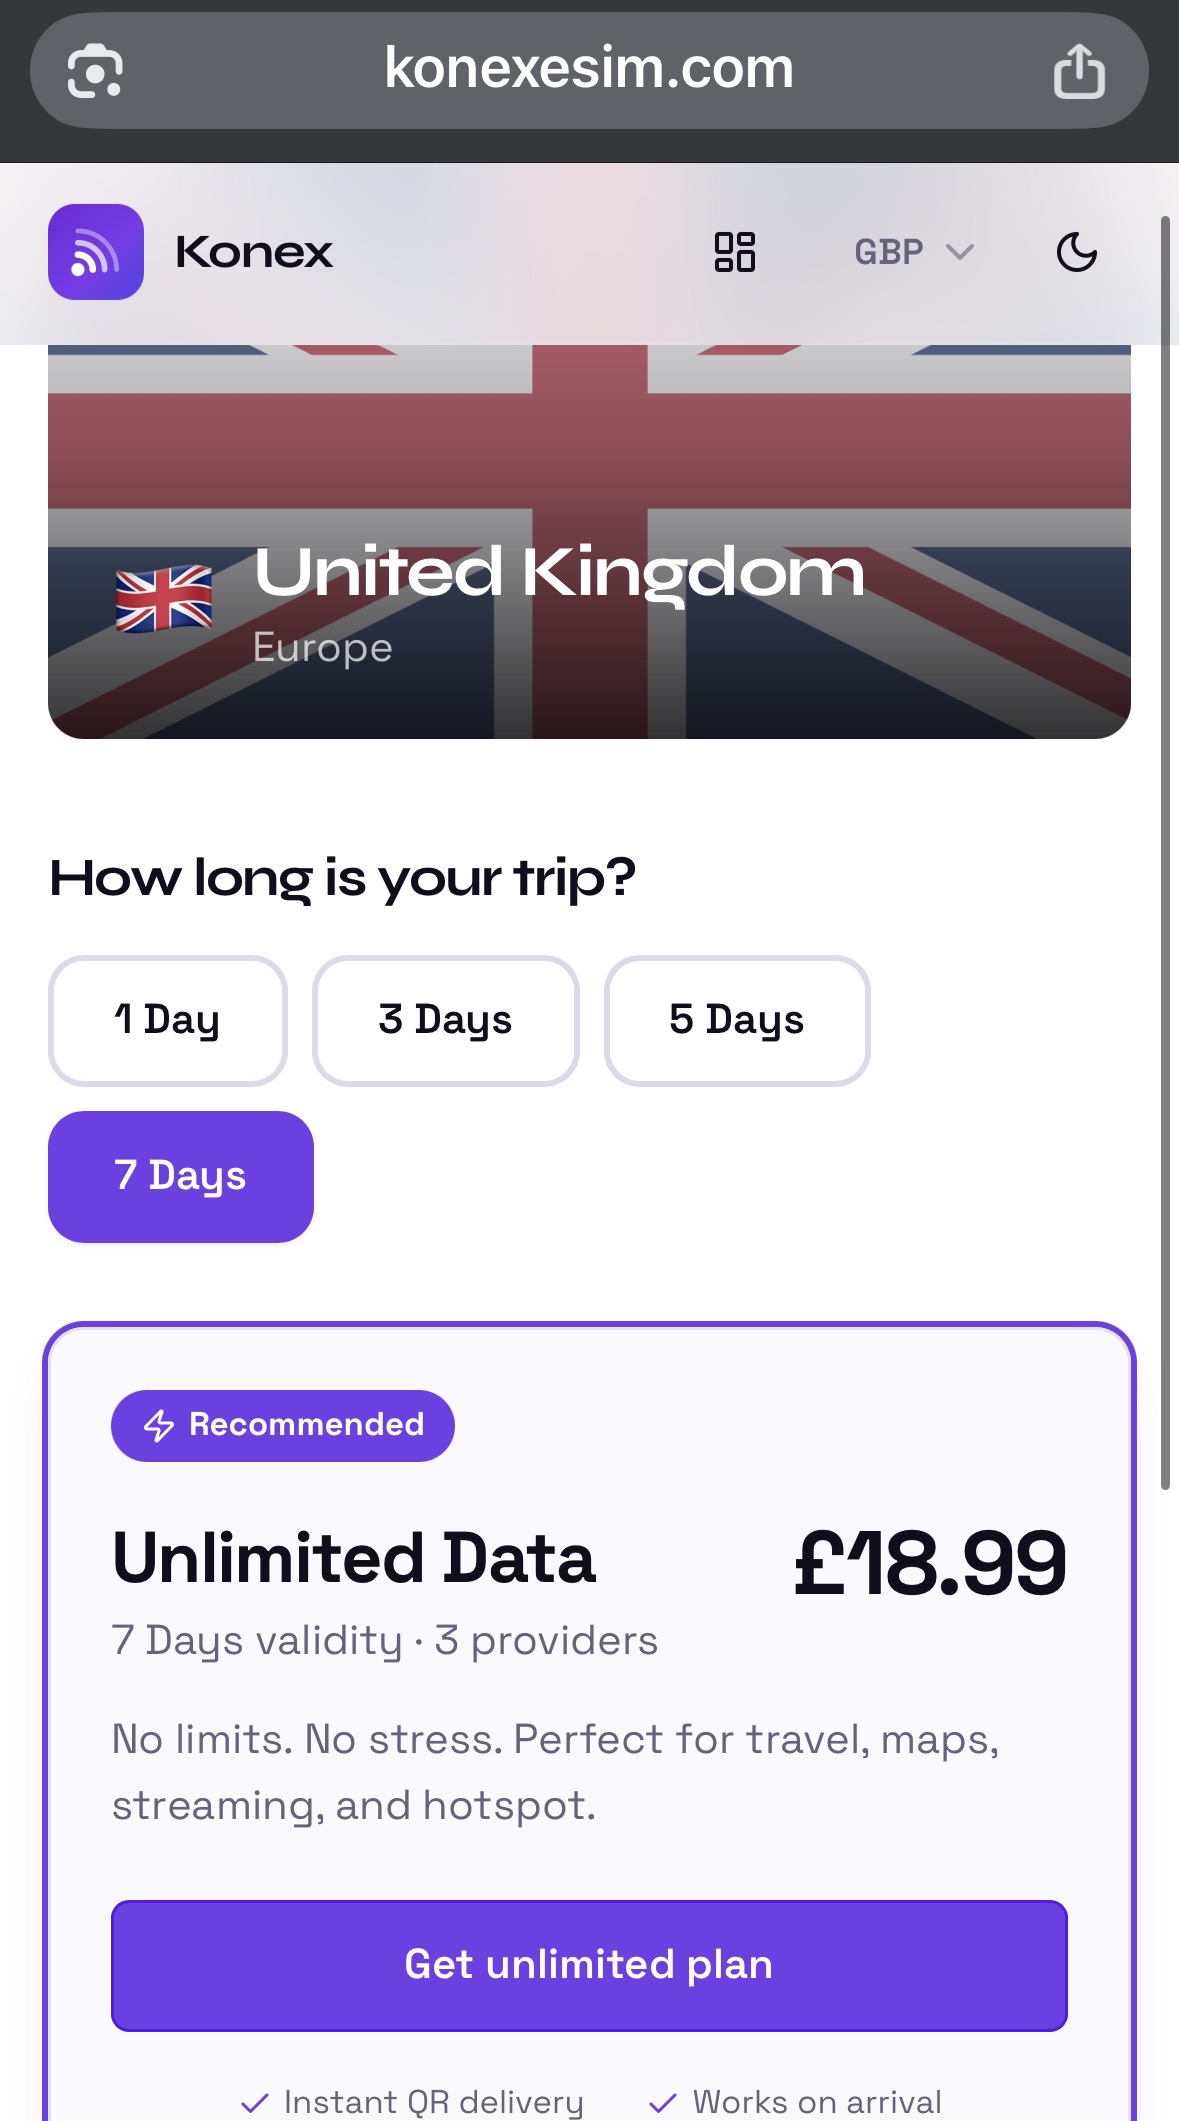 konexesim.com
Konex
GBP
United Kingdom
Europe
How long is your trip?
1 Day
3 Days
5 Days
7 Days
Recommended
Unlimited Data
£18.99
7 Days validity · 3 providers
No limits. No stress. Perfect for travel, maps,
streaming, and hotspot.
Get unlimited plan
Instant QR delivery
Works on arrival